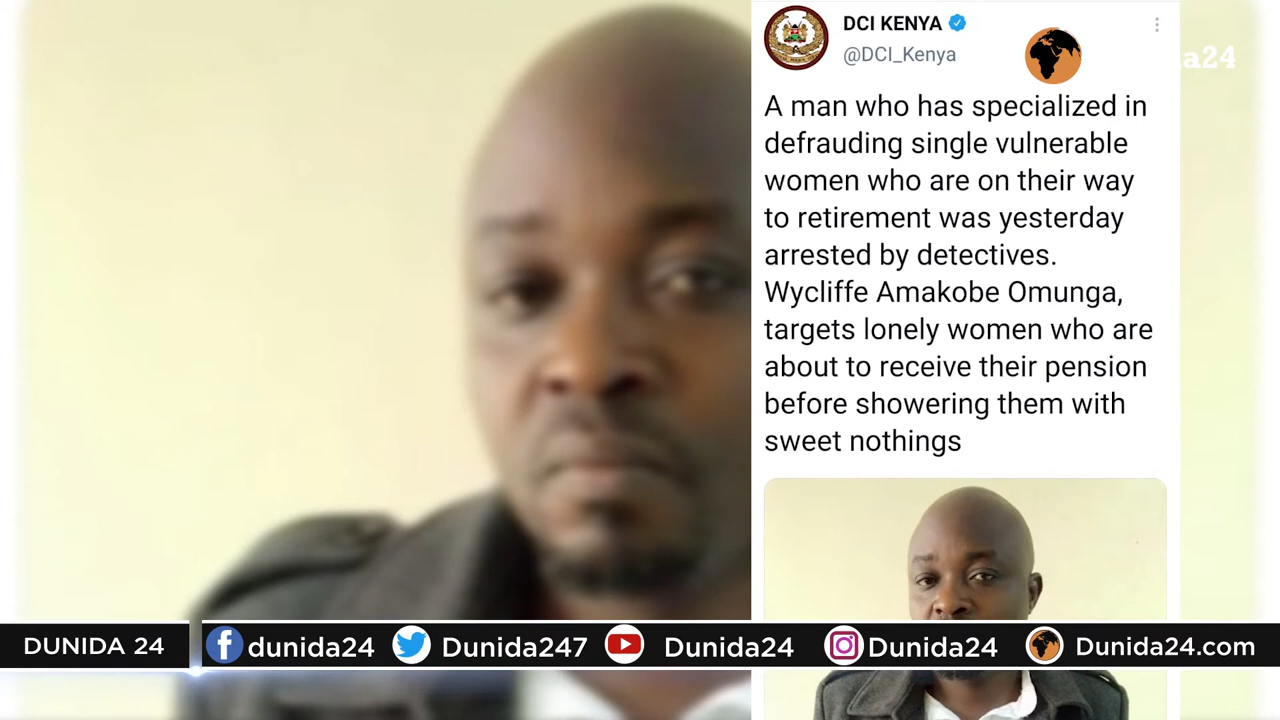 DCI KENYA
@DCI_Kenya
a24
A man who has specialized in
defrauding single vulnerable
women who are on their way
to retirement was yesterday
arrested by detectives.
Wycliffe Amakobe Omunga,
targets lonely women who are
about to receive their pension
before showering them with
sweet nothings
DUNIDA 24
dunida24
Dunida247
Dunida24
Dunida24
Dunida24.com